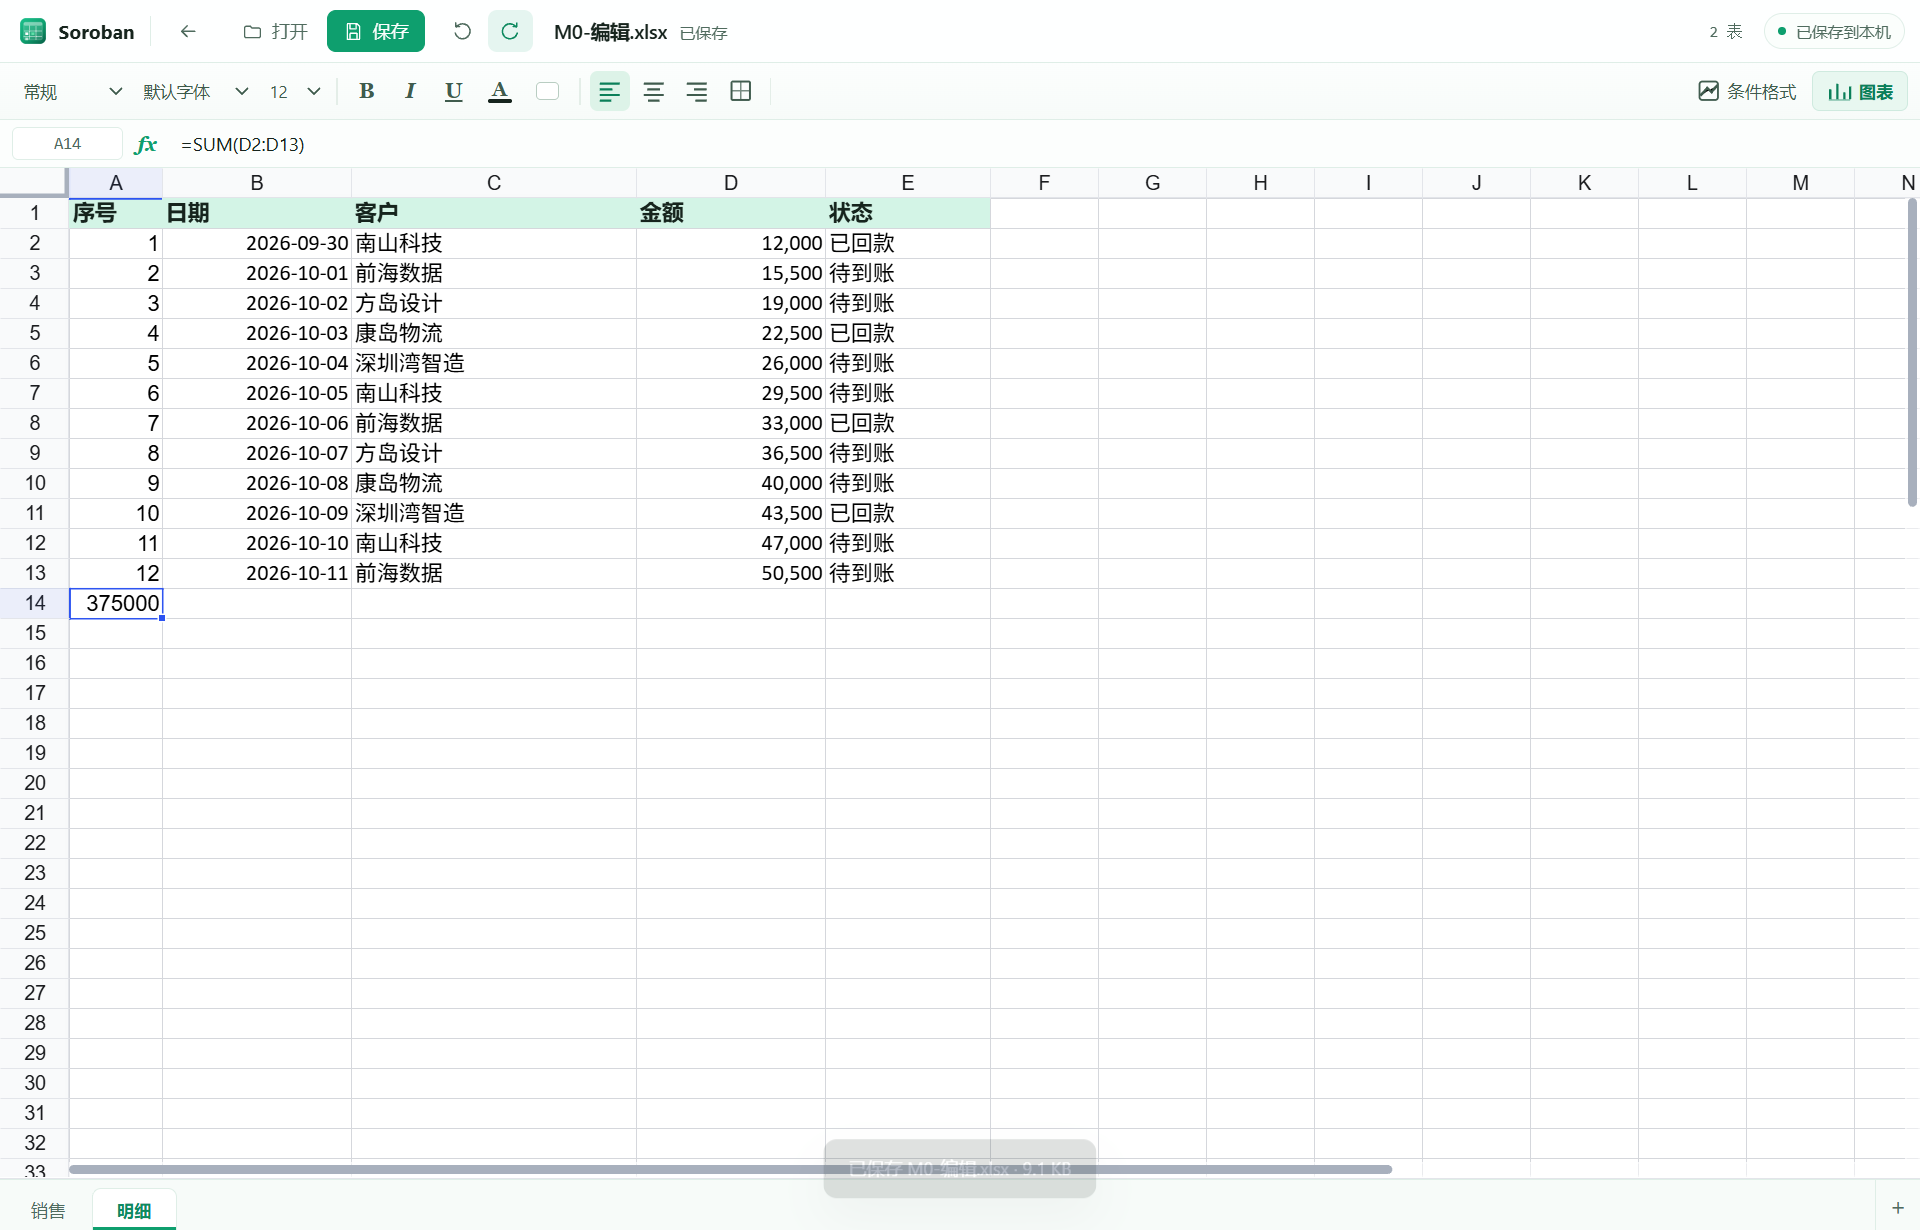 Soroban ← 打开 保存 M0-编辑.xlsx 已保存 2 表 已保存到本机
常规 默认字体 12 B I U A 条件格式 图表
A14 fx =SUM(D2:D13)
A B C D E F G H I J K L M N
1 序号 日期 客户 金额 状态
2 1 2026-09-30 南山科技 12,000 已回款
3 2 2026-10-01 前海数据 15,500 待到账
4 3 2026-10-02 方岛设计 19,000 待到账
5 4 2026-10-03 康岛物流 22,500 已回款
6 5 2026-10-04 深圳湾智造 26,000 待到账
7 6 2026-10-05 南山科技 29,500 待到账
8 7 2026-10-06 前海数据 33,000 已回款
9 8 2026-10-07 方岛设计 36,500 待到账
10 9 2026-10-08 康岛物流 40,000 待到账
11 10 2026-10-09 深圳湾智造 43,500 已回款
12 11 2026-10-10 南山科技 47,000 待到账
13 12 2026-10-11 前海数据 50,500 待到账
14 375000
15
16
17
18
19
20
21
22
23
24
25
26
27
28
29
30
31
32
33
已保存 M0-编辑.xlsx · 9.1 KB
销售 明细 +